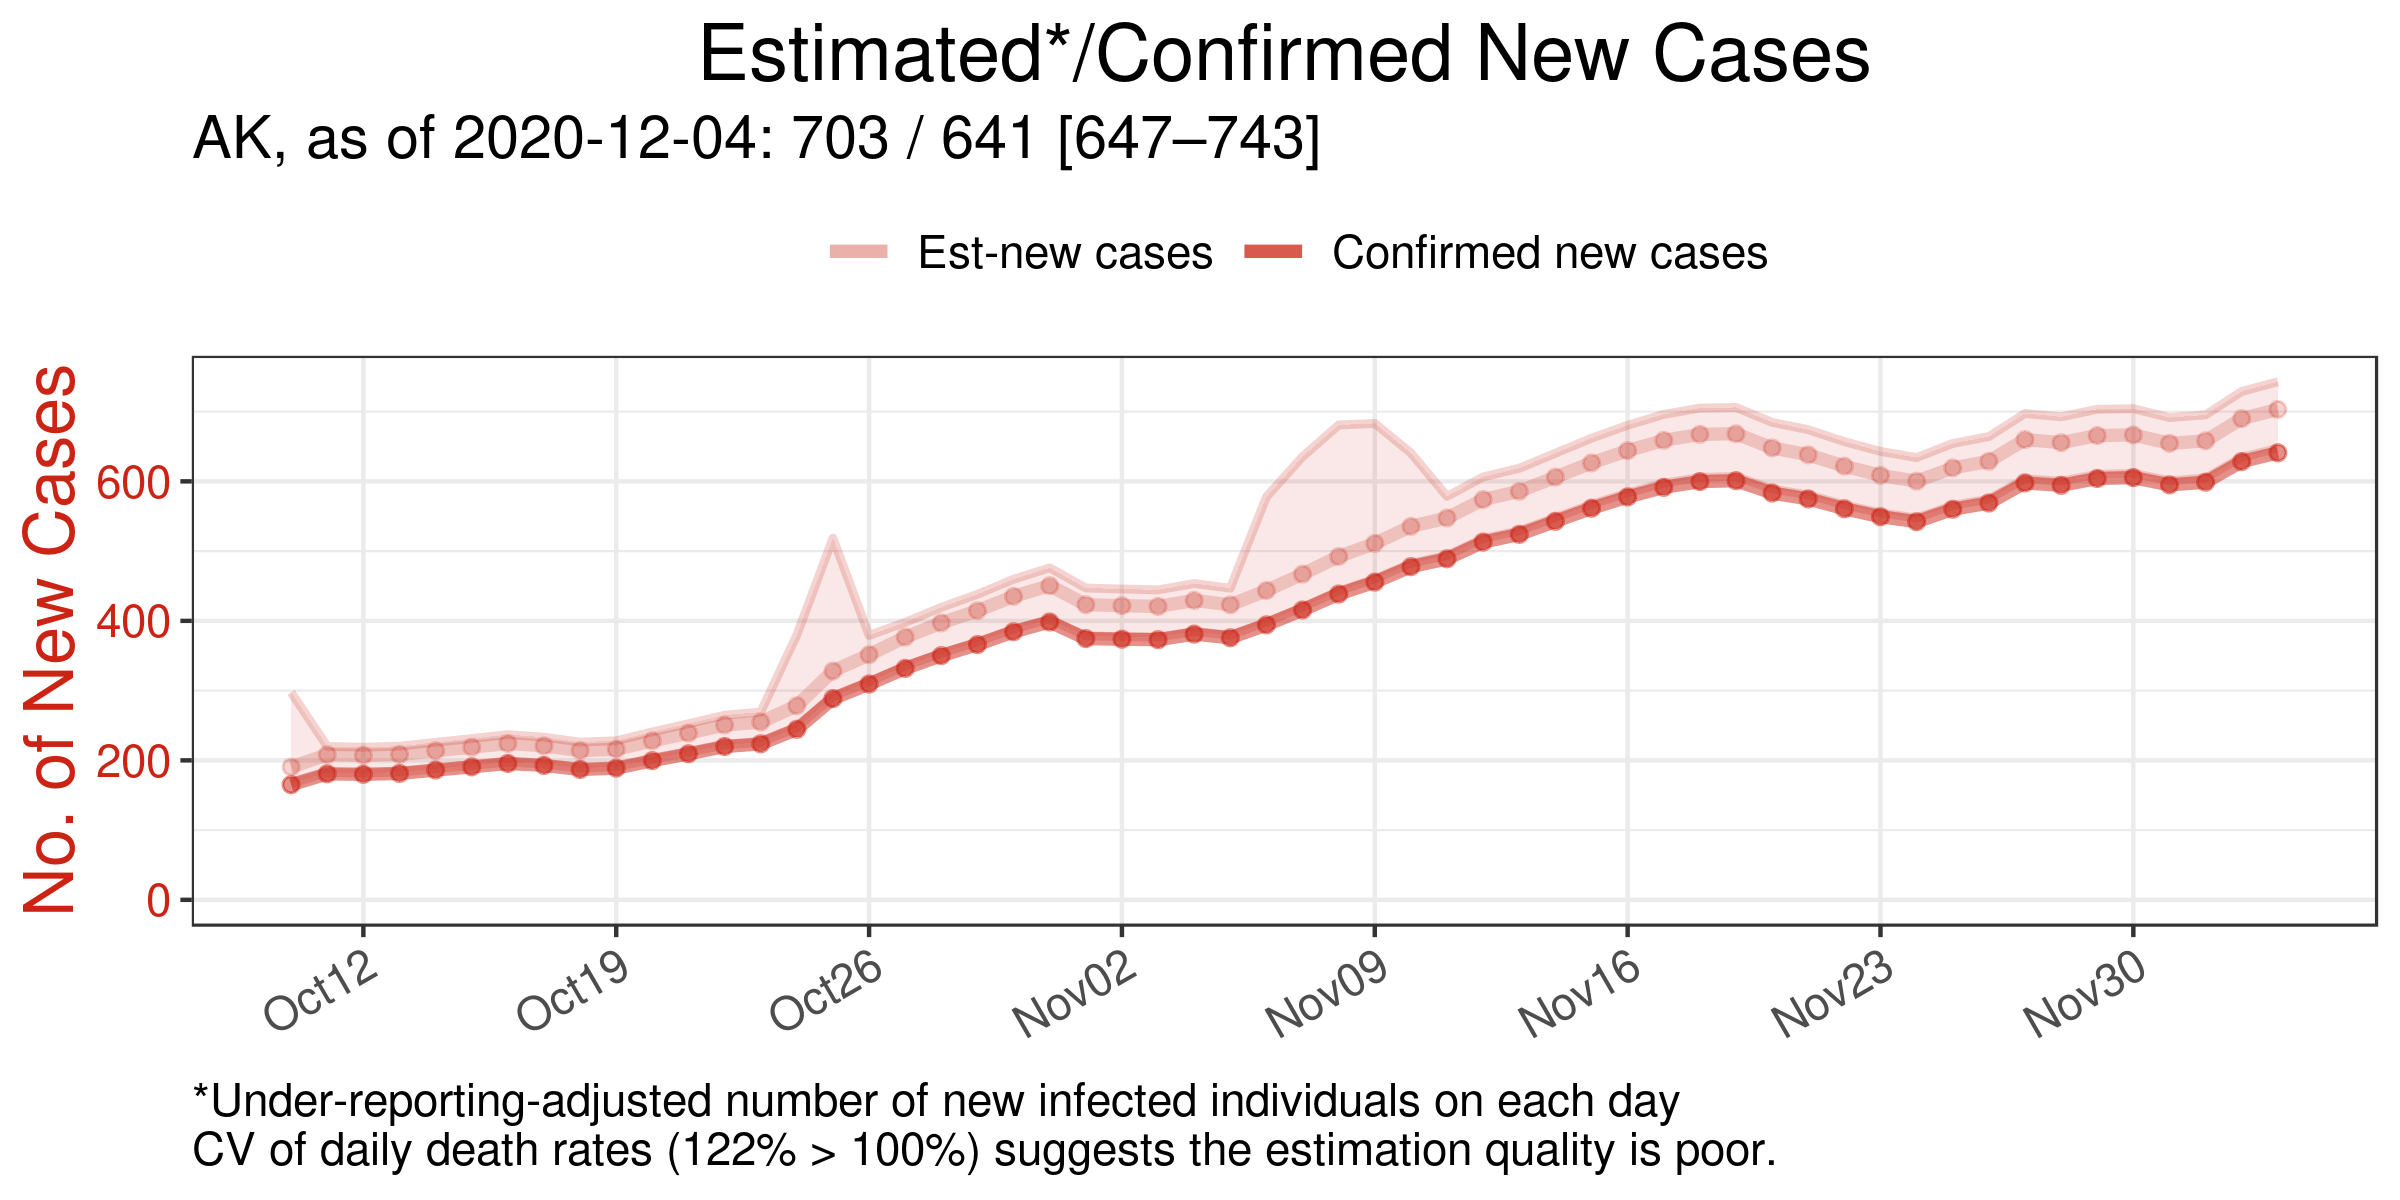 Estimated*/Confirmed New Cases
AK, as of 2020-12-04: 703 / 641 [647–743]
Est-new cases
Confirmed new cases
No. of New Cases
600
400
200
0
Oct12
Oct19
Oct26
Nov02
Nov09
Nov16
Nov23
Nov30
*Under-reporting-adjusted number of new infected individuals on each day
CV of daily death rates (122% > 100%) suggests the estimation quality is poor.